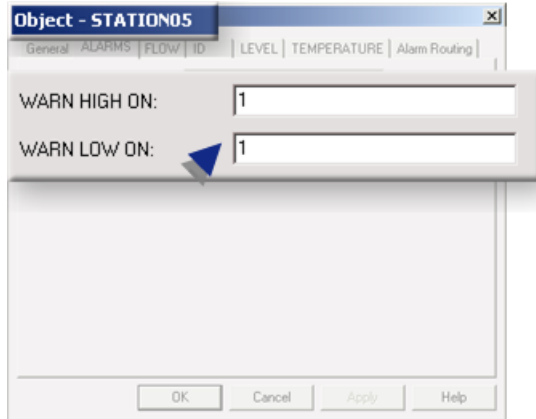 Object - STATION05
General ALARMS FLOW ID LEVEL TEMPERATURE Alarm Routing
WARN HIGH ON: 1
WARN LOW ON: 1
OK Cancel Apply Help